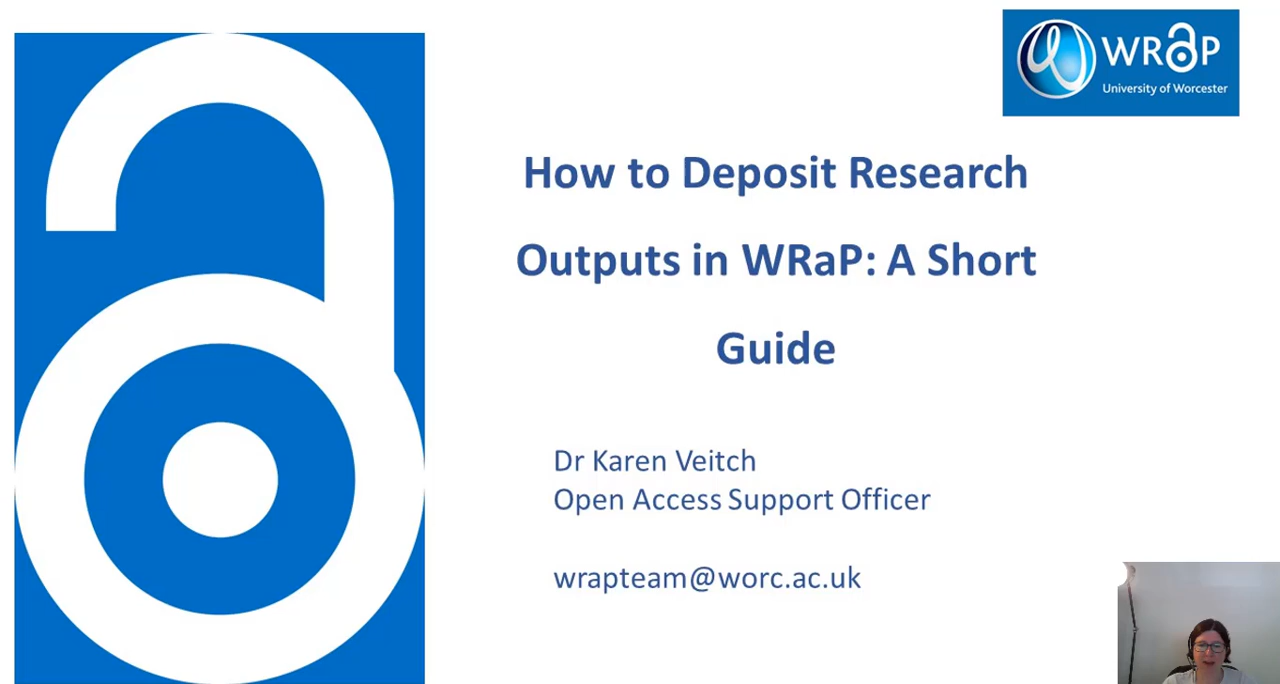 WRaP
University of Worcester
How to Deposit Research
Outputs in WRaP: A Short
Guide
Dr Karen Veitch
Open Access Support Officer
wrapteam@worc.ac.uk